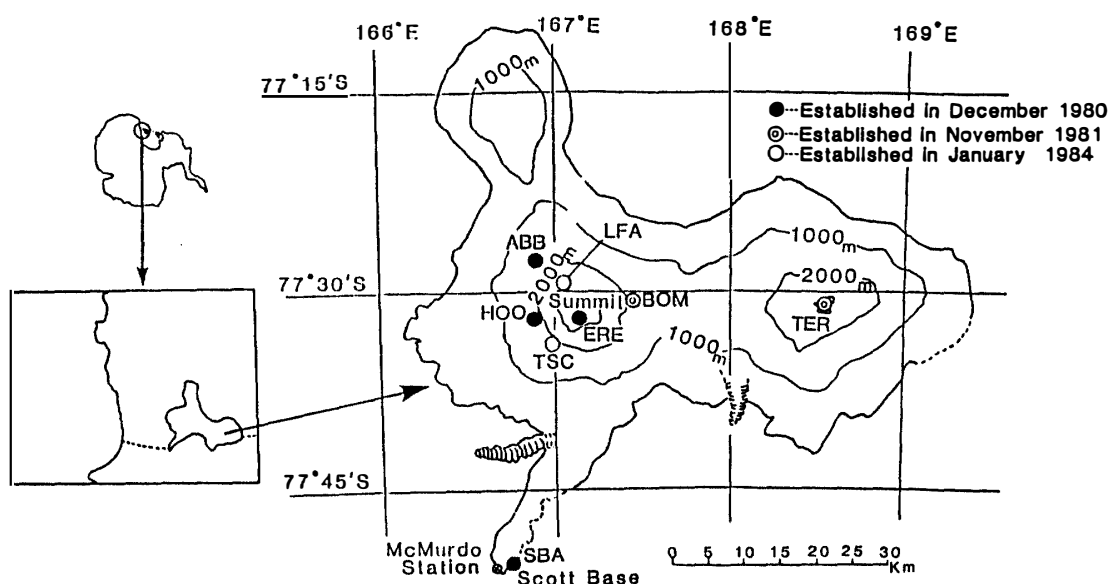 166°E 167°E 168°E 169°E
77°15'S
1000m
●--Established in December 1980
◎--Established in November 1981
○--Established in January 1984
ABB
LFA
2000m
1000m
77°30'S
2000m
Summit
BOM
HOO
ERE
TER
TSC
1000m
77°45'S
McMurdo
Station
SBA
Scott Base
0 5 10 20 25 30
Km